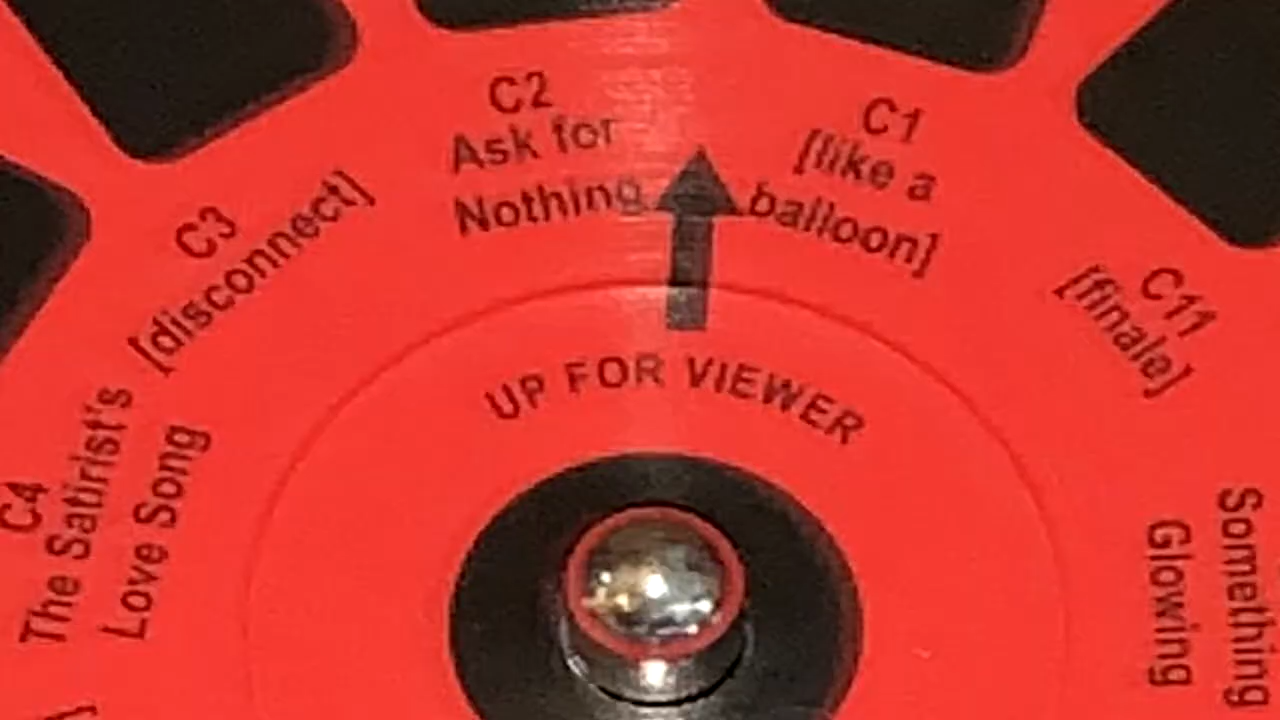 C1
[like a
balloon]
C2
Ask for
Nothing
C3
[disconnect]
C4
The Satirist's
Love Song
C11
[finale]
Something
Glowing
UP FOR VIEWER